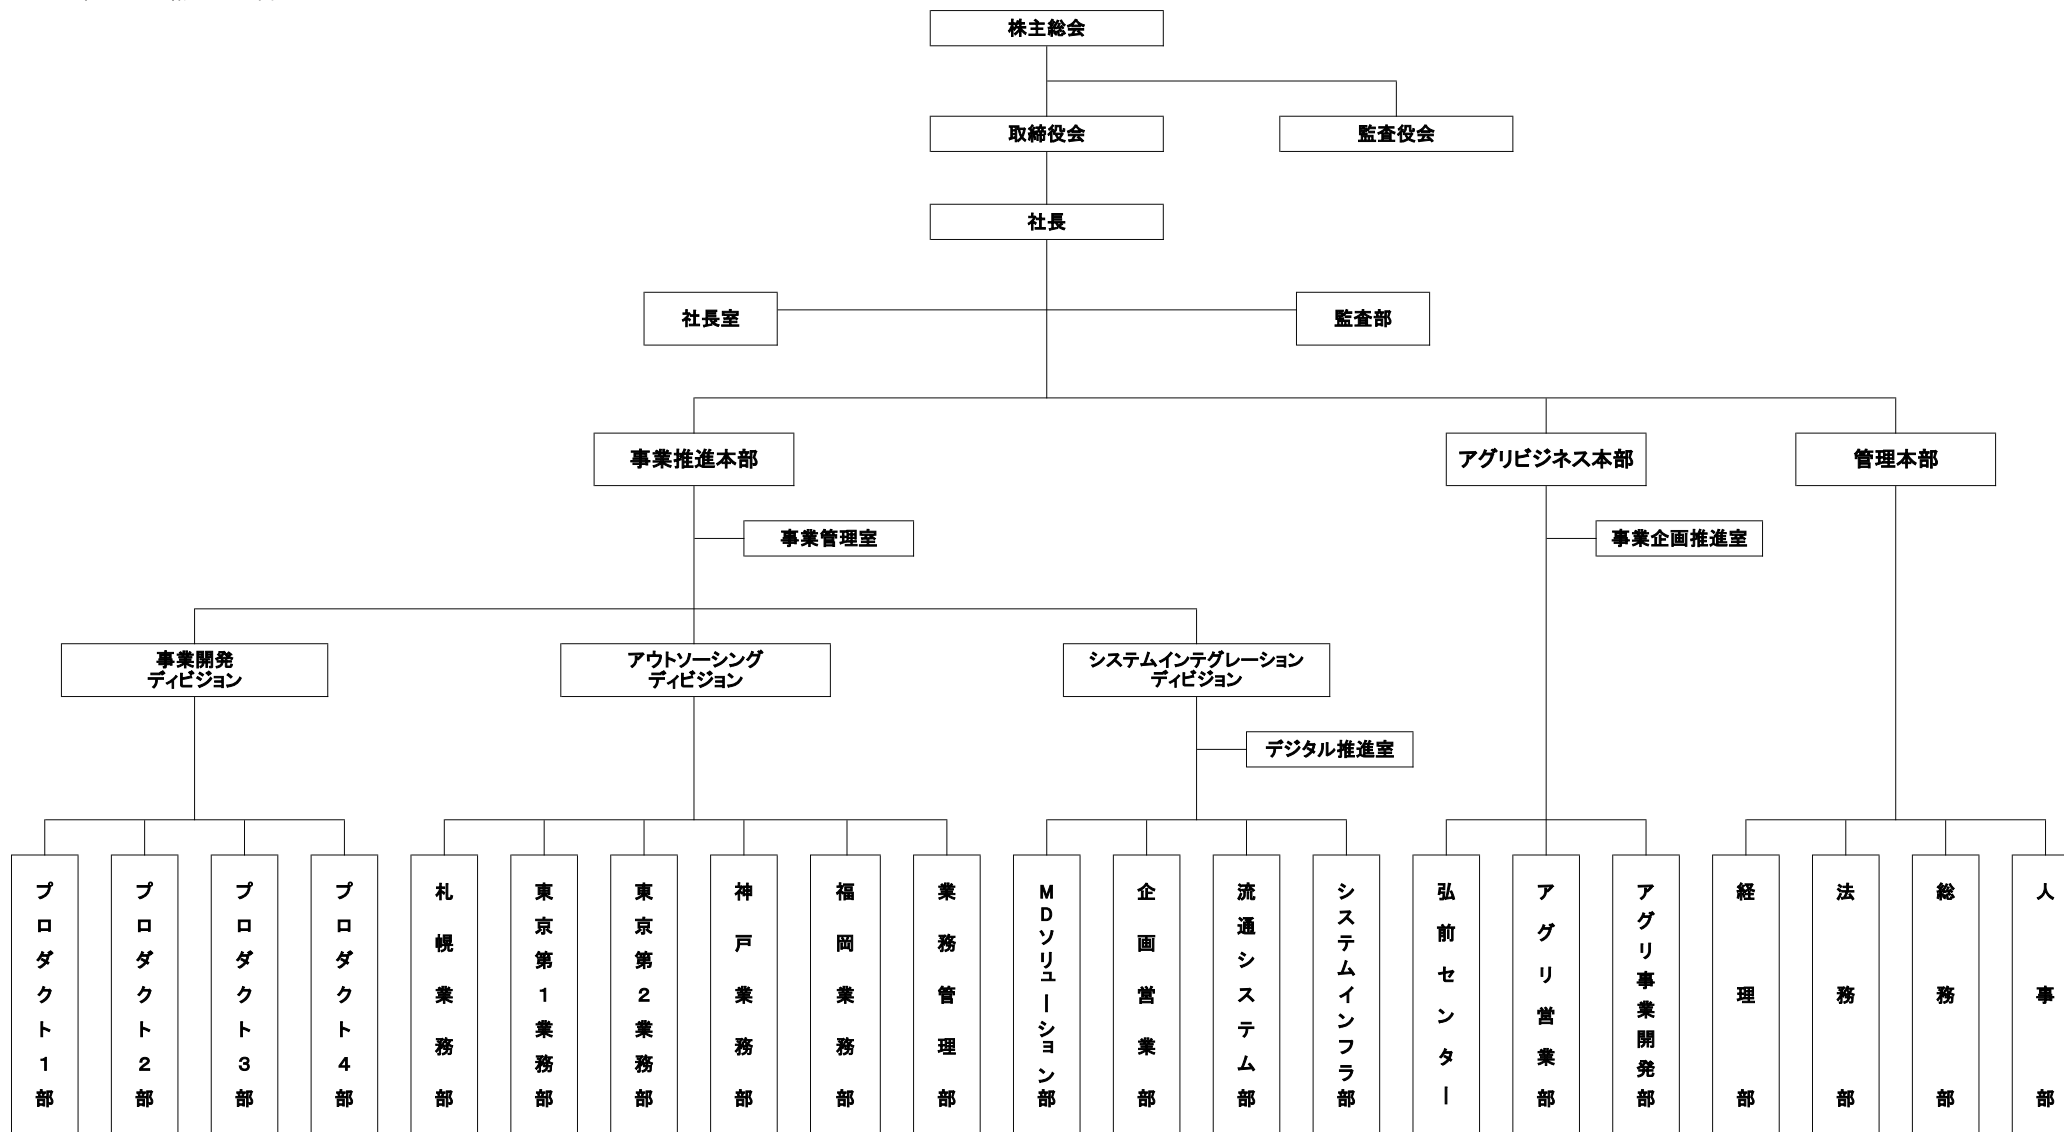 株主総会
取締役会
監査役会
社長
社長室
監査部
事業推進本部
アグリビジネス本部
管理本部
事業管理室
事業企画推進室
事業開発
ディビジョン
アウトソーシング
ディビジョン
システムインテグレーション
ディビジョン
デジタル推進室
プロダクト1部
プロダクト2部
プロダクト3部
プロダクト4部
札幌業務部
東京第1業務部
東京第2業務部
神戸業務部
福岡業務部
業務管理部
MDソリューション部
企画営業部
流通システム部
システムインフラ部
弘前センター
アグリ営業部
アグリ事業開発部
経理部
法務部
総務部
人事部